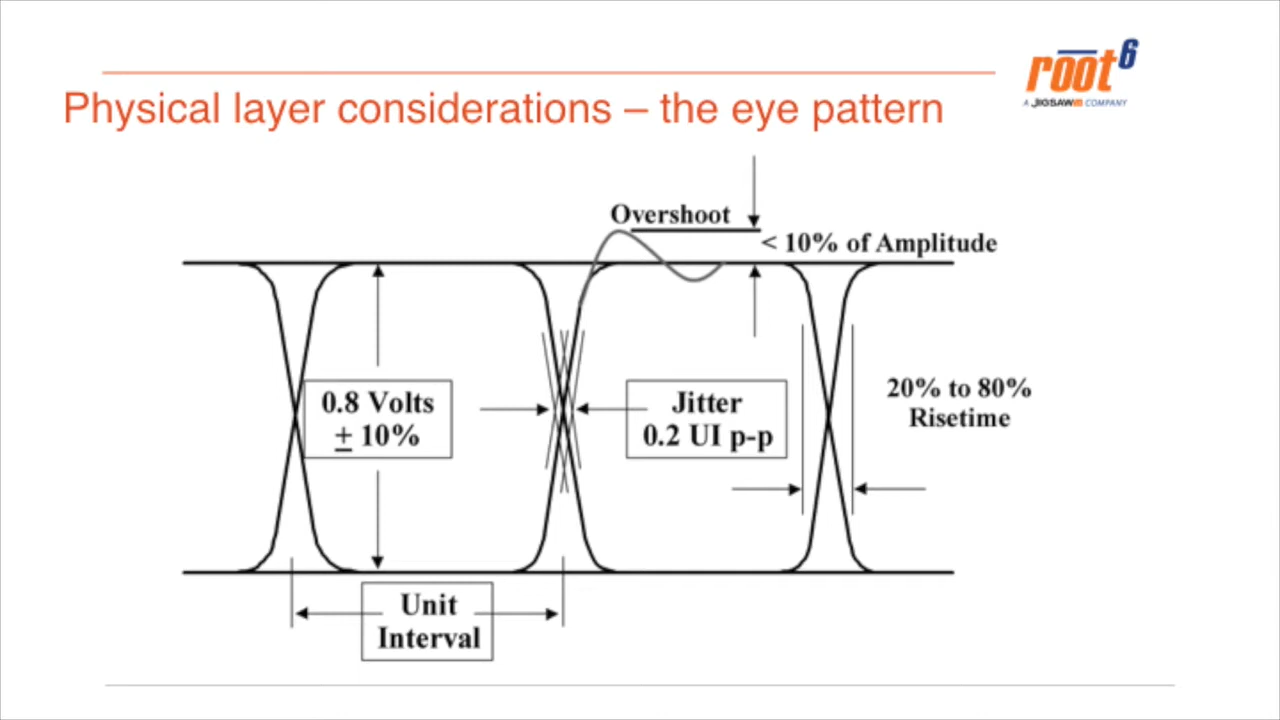 root6
A JIGSAW COMPANY
Physical layer considerations – the eye pattern
Overshoot
< 10% of Amplitude
0.8 Volts
± 10%
Jitter
0.2 UI p-p
20% to 80%
Risetime
Unit
Interval